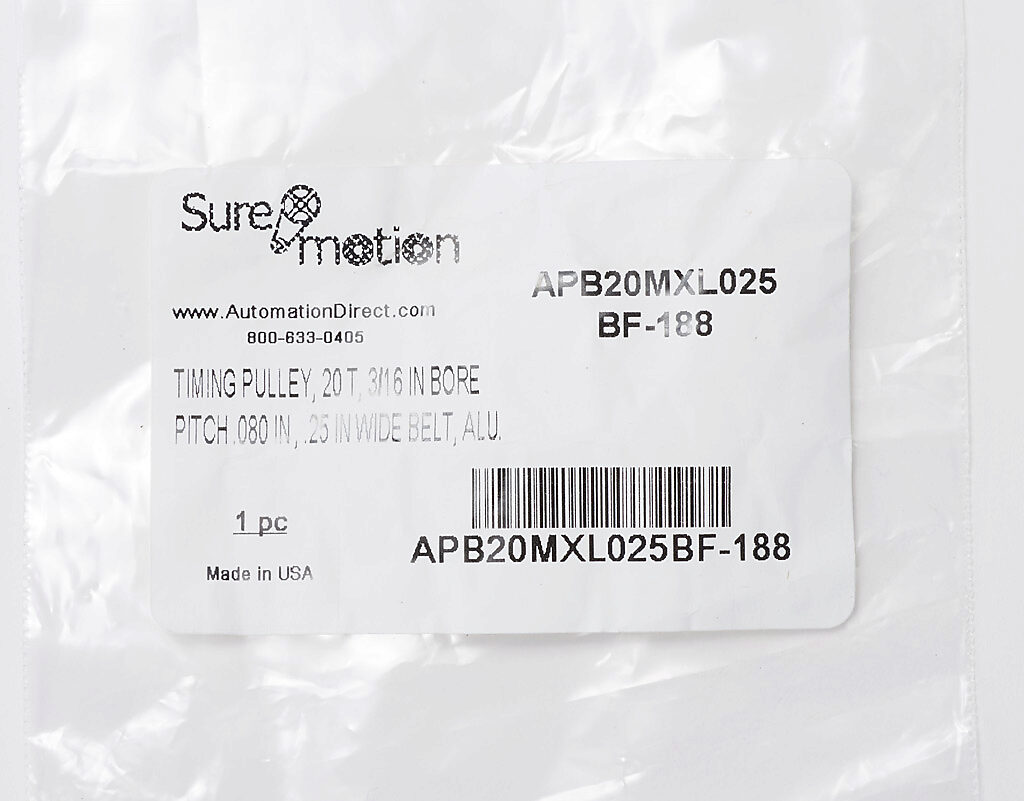 Sure motion
www.AutomationDirect.com
800-633-0405
APB20MXL025
BF-188
TIMING PULLEY, 20 T, 3/16 IN BORE
PITCH .080 IN, .25 IN WIDE BELT, ALU.
1 pc
Made in USA
APB20MXL025BF-188